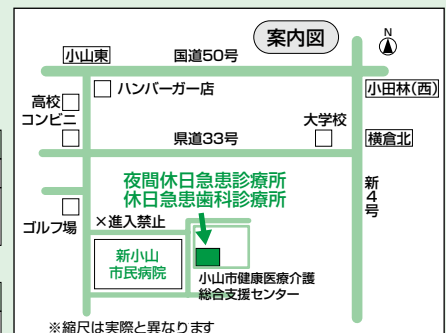 案内図
N
小山東
国道50号
ハンバーガー店
小田林(西)
高校
コンビニ
大学校
県道33号
横倉北
夜間休日急患診療所
休日急患歯科診療所
新4号
ゴルフ場
×進入禁止
新小山
市民病院
小山市健康医療介護
総合支援センター
※縮尺は実際と異なります